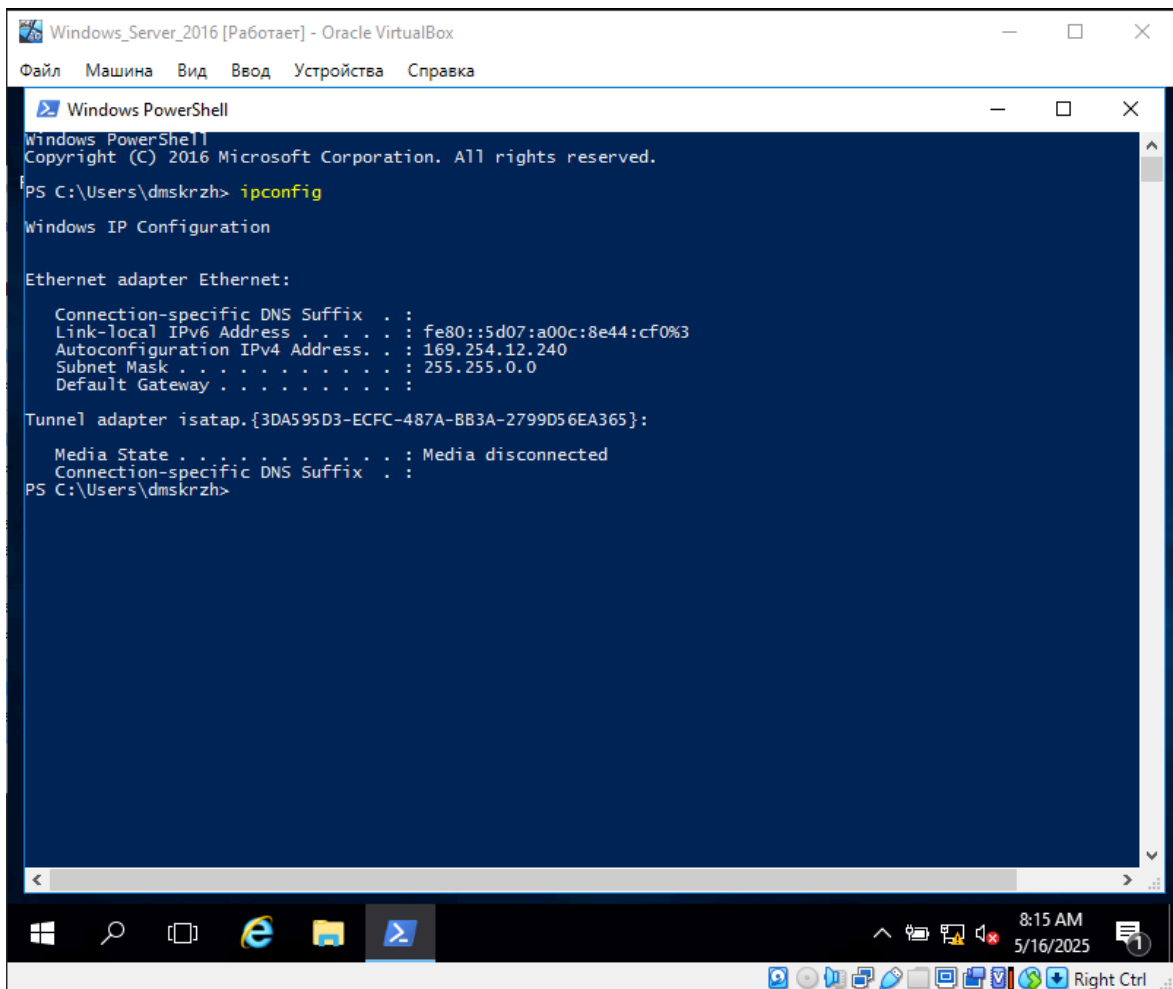 Windows_Server_2016 [Работает] - Oracle VirtualBox
Файл Машина Вид Ввод Устройства Справка
Windows PowerShell
Windows PowerShell
Copyright (C) 2016 Microsoft Corporation. All rights reserved.
PS C:\Users\dmskrzh> ipconfig
Windows IP Configuration
Ethernet adapter Ethernet:
Connection-specific DNS Suffix . :
Link-local IPv6 Address . . . . . : fe80::5d07:a00c:8e44:cf0%3
Autoconfiguration IPv4 Address. . : 169.254.12.240
Subnet Mask . . . . . . . . . . . : 255.255.0.0
Default Gateway . . . . . . . . . :
Tunnel adapter isatap.{3DA595D3-ECFC-487A-BB3A-2799D56EA365}:
Media State . . . . . . . . . . . : Media disconnected
Connection-specific DNS Suffix . :
PS C:\Users\dmskrzh>
8:15 AM
5/16/2025
1
Right Ctrl